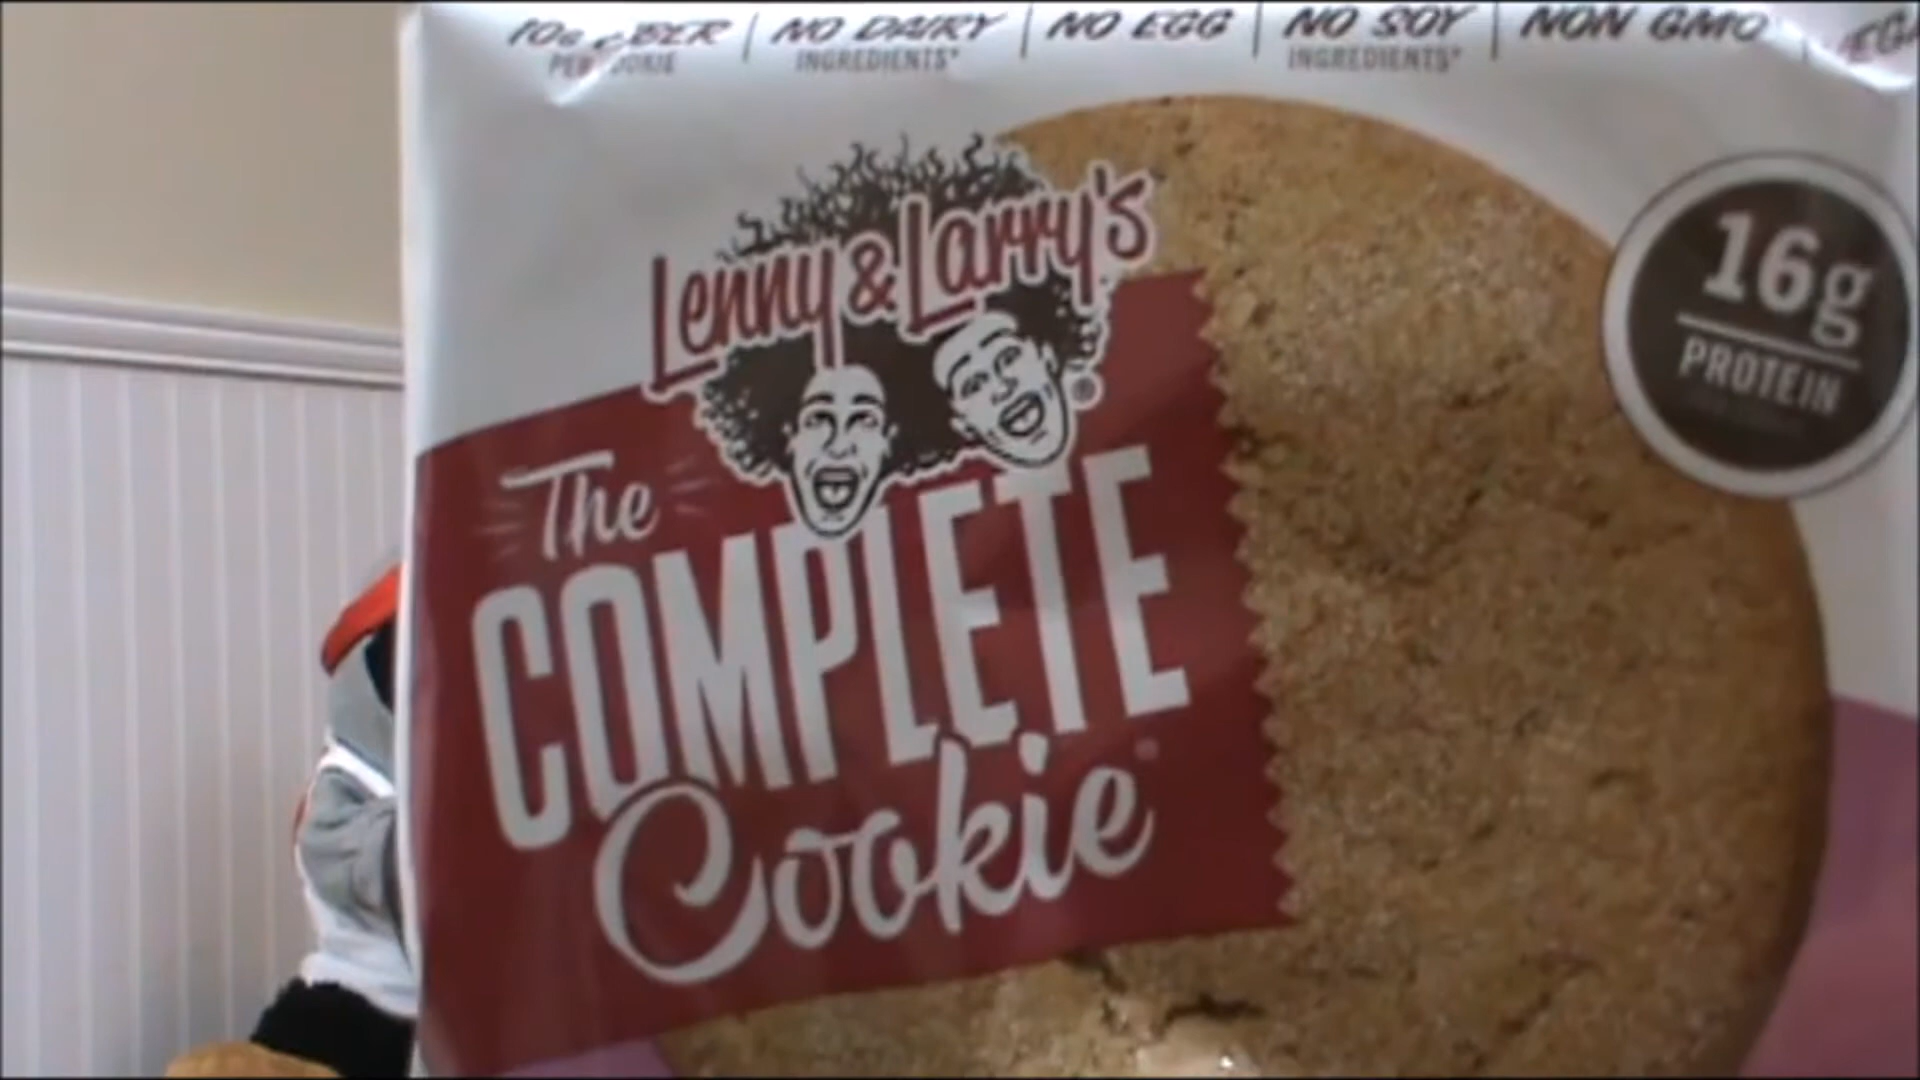 NO DAIRY
INGREDIENTS*
NO EGG
NO SOY
INGREDIENTS*
NON GMO
Lenny & Larry's®
The
COMPLETE
Cookie
16g
PROTEIN